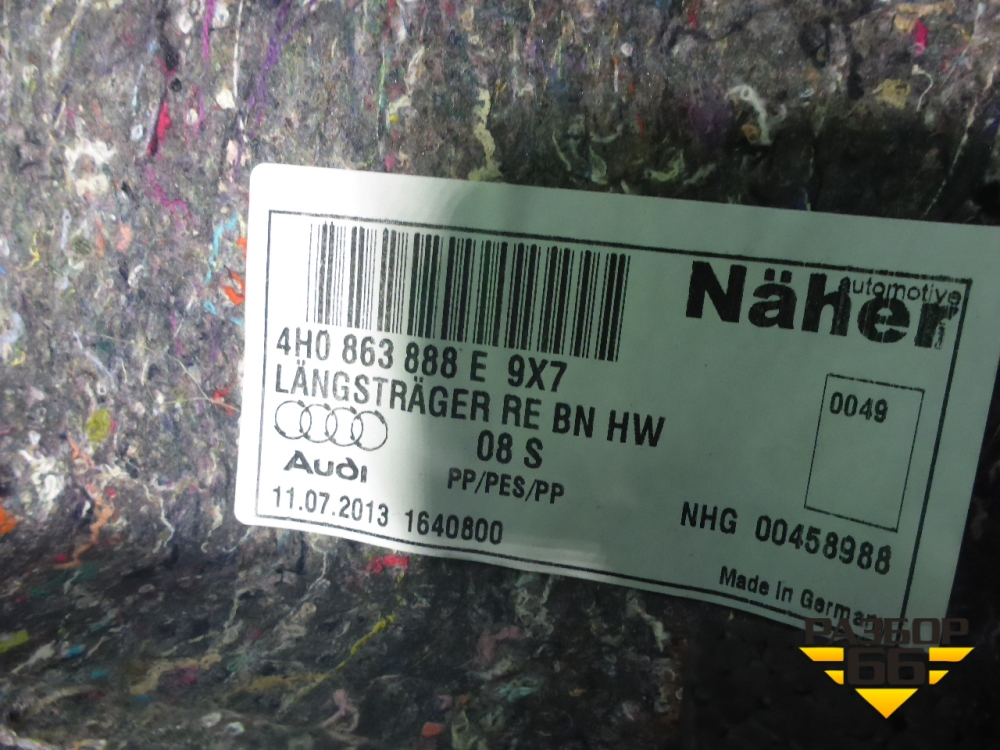 Näher
automotive
4H0 863 888 E 9X7
LÄNGSTRÄGER RE BN HW
08 S
Audi
PP/PES/PP
11.07.2013 1640800
0049
NHG 00458988
Made in German
РАЗБОР
66